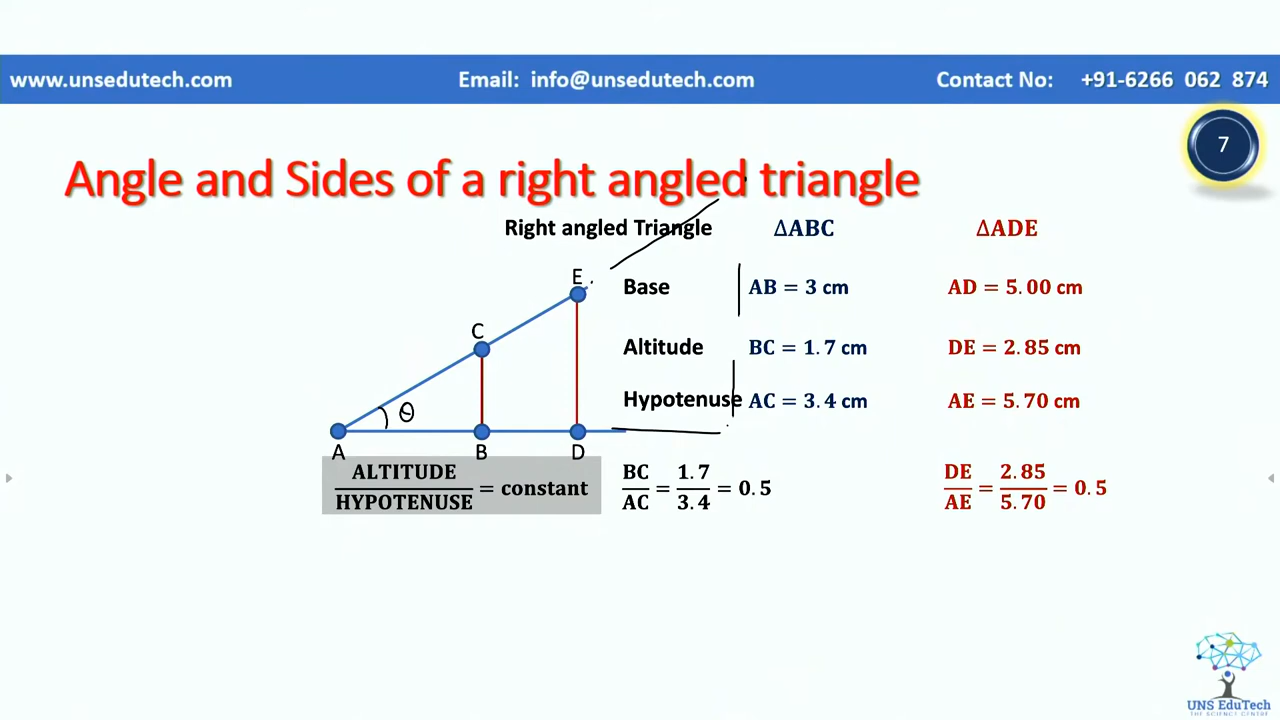 www.unsedutech.com Email: info@unsedutech.com Contact No: +91-6266 062 874
7
Angle and Sides of a right angled triangle
Right angled Triangle ΔABC ΔADE
E
Base AB = 3 cm AD = 5.00 cm
C
Altitude BC = 1.7 cm DE = 2.85 cm
θ
Hypotenuse AC = 3.4 cm AE = 5.70 cm
A B D
ALTITUDE/HYPOTENUSE = constant BC/AC = 1.7/3.4 = 0.5 DE/AE = 2.85/5.70 = 0.5
UNS EduTech
THE SCIENCE CENTRE